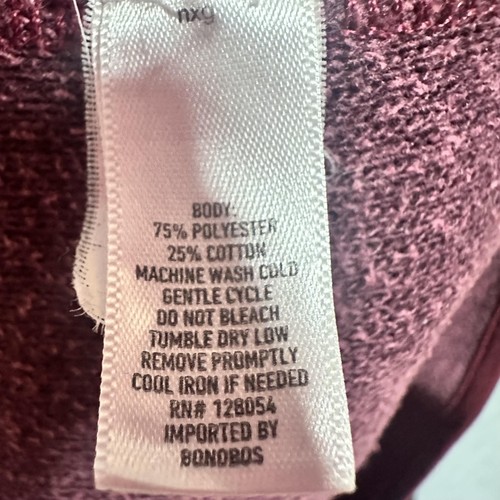 nxg
BODY:
75% POLYESTER
25% COTTON
MACHINE WASH COLD
GENTLE CYCLE
DO NOT BLEACH
TUMBLE DRY LOW
REMOVE PROMPTLY
COOL IRON IF NEEDED
RN# 128054
IMPORTED BY
BONOBOS